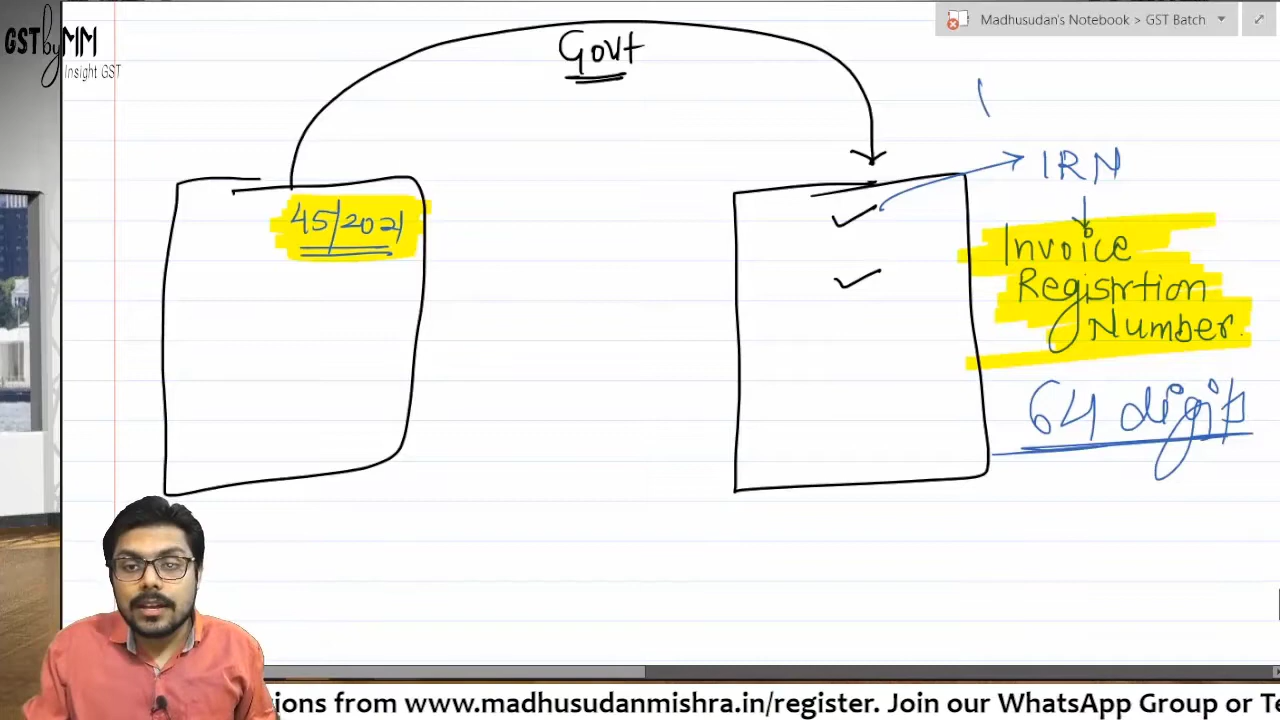 GST by MM
Insight GST
Madhusudan's Notebook > GST Batch
Govt
45/2021
IRN
Invoice
Regisrtion
Number.
64 digits
ions from www.madhusudanmishra.in/register. Join our WhatsApp Group or Te